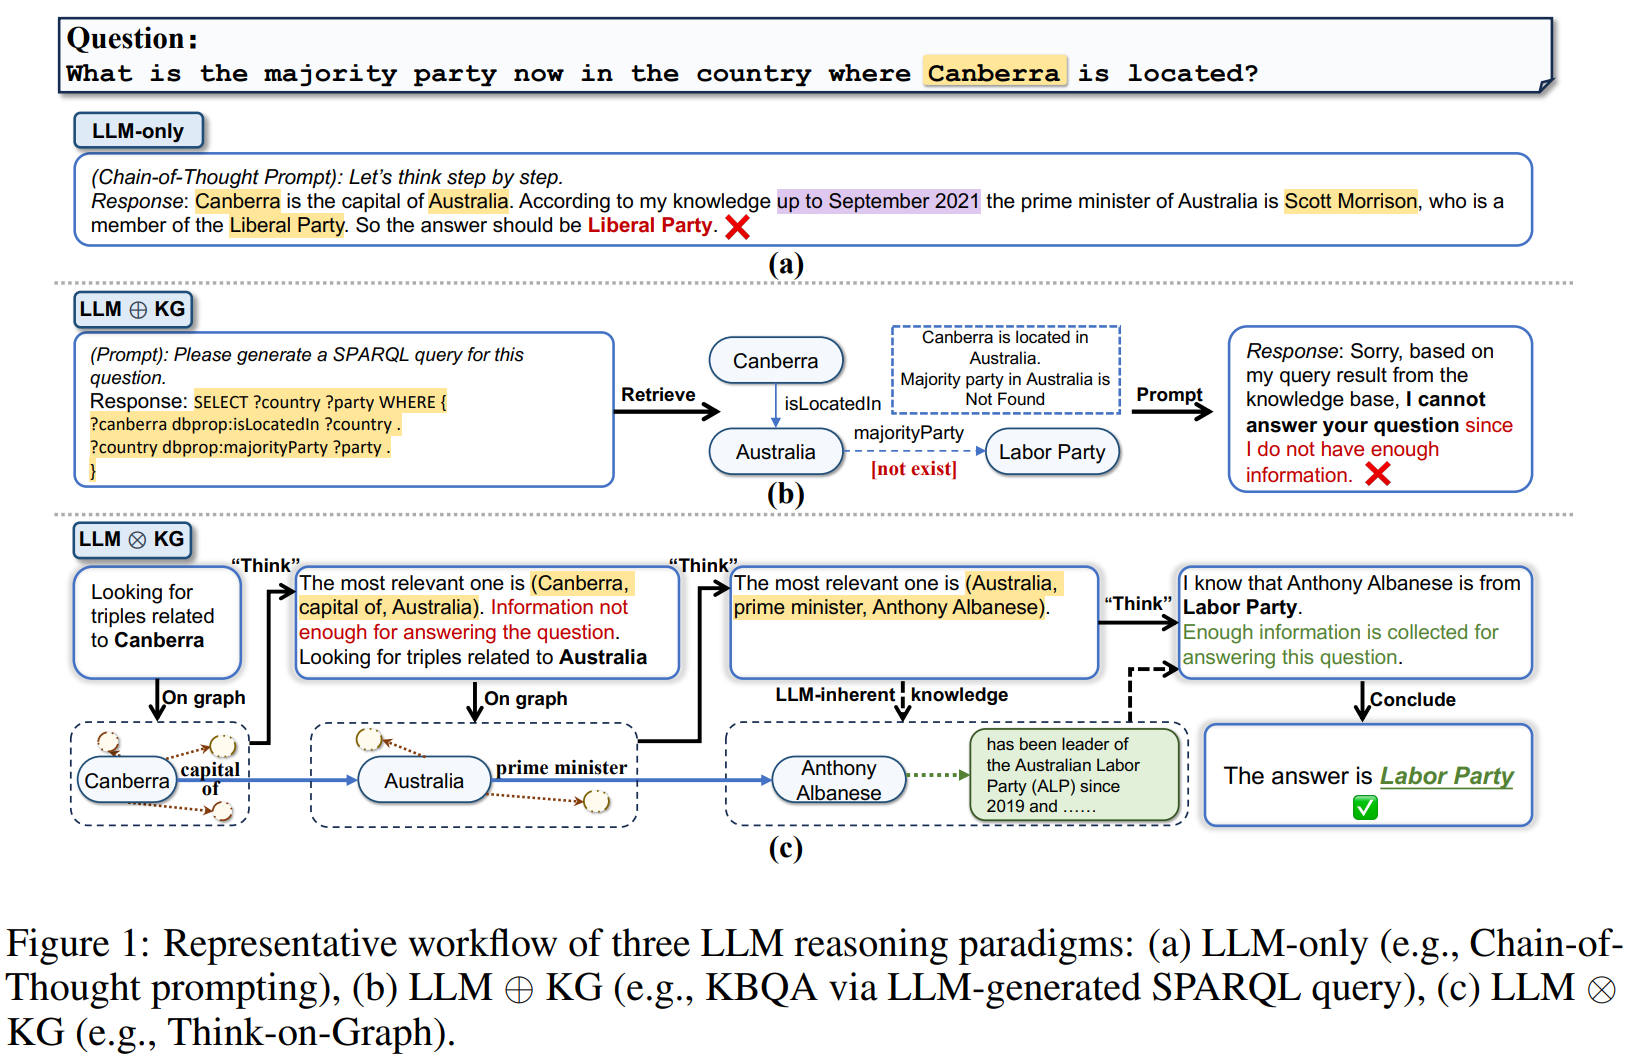 Question:
What is the majority party now in the country where Canberra is located?
LLM-only
(Chain-of-Thought Prompt): Let's think step by step.
Response: Canberra is the capital of Australia. According to my knowledge up to September 2021 the prime minister of Australia is Scott Morrison, who is a
member of the Liberal Party. So the answer should be Liberal Party.
(a)
LLM ⊕ KG
(Prompt): Please generate a SPARQL query for this
question.
Response: SELECT ?country ?party WHERE {
?canberra dbprop:isLocatedIn ?country .
?country dbprop:majorityParty ?party .
}
Retrieve
Canberra
isLocatedIn
Australia
majorityParty
[not exist]
Labor Party
Canberra is located in
Australia.
Majority party in Australia is
Not Found
Prompt
Response: Sorry, based on
my query result from the
knowledge base, I cannot
answer your question since
I do not have enough
information.
(b)
LLM ⊗ KG
Looking for
triples related
to Canberra
"Think"
The most relevant one is (Canberra,
capital of, Australia). Information not
enough for answering the question.
Looking for triples related to Australia
"Think"
The most relevant one is (Australia,
prime minister, Anthony Albanese).
"Think"
I know that Anthony Albanese is from
Labor Party.
Enough information is collected for
answering this question.
On graph
On graph
LLM-inherent knowledge
Conclude
Canberra
capital
of
Australia
prime minister
Anthony
Albanese
has been leader of
the Australian Labor
Party (ALP) since
2019 and ......
The answer is Labor Party
(c)
Figure 1: Representative workflow of three LLM reasoning paradigms: (a) LLM-only (e.g., Chain-of-
Thought prompting), (b) LLM ⊕ KG (e.g., KBQA via LLM-generated SPARQL query), (c) LLM ⊗
KG (e.g., Think-on-Graph).